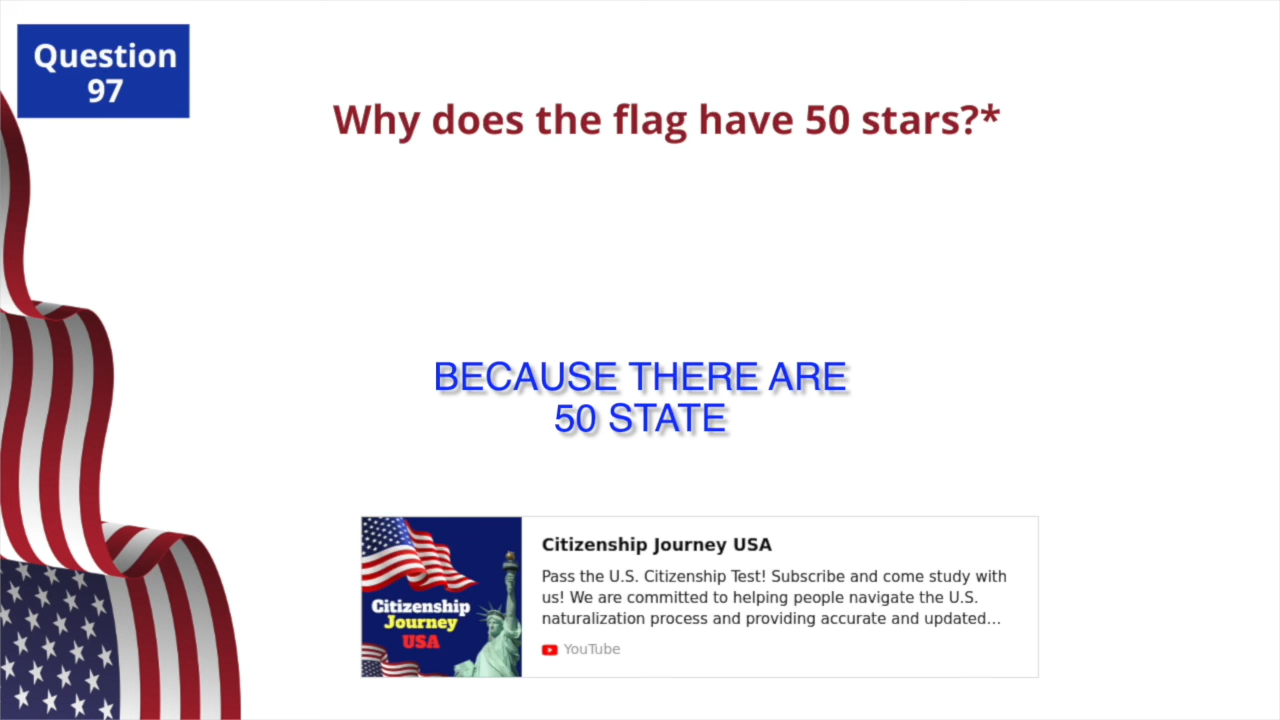 Question
97
Why does the flag have 50 stars?*
BECAUSE THERE ARE
50 STATE
Citizenship Journey USA
Pass the U.S. Citizenship Test! Subscribe and come study with
us! We are committed to helping people navigate the U.S.
naturalization process and providing accurate and updated...
YouTube
Citizenship
Journey
USA